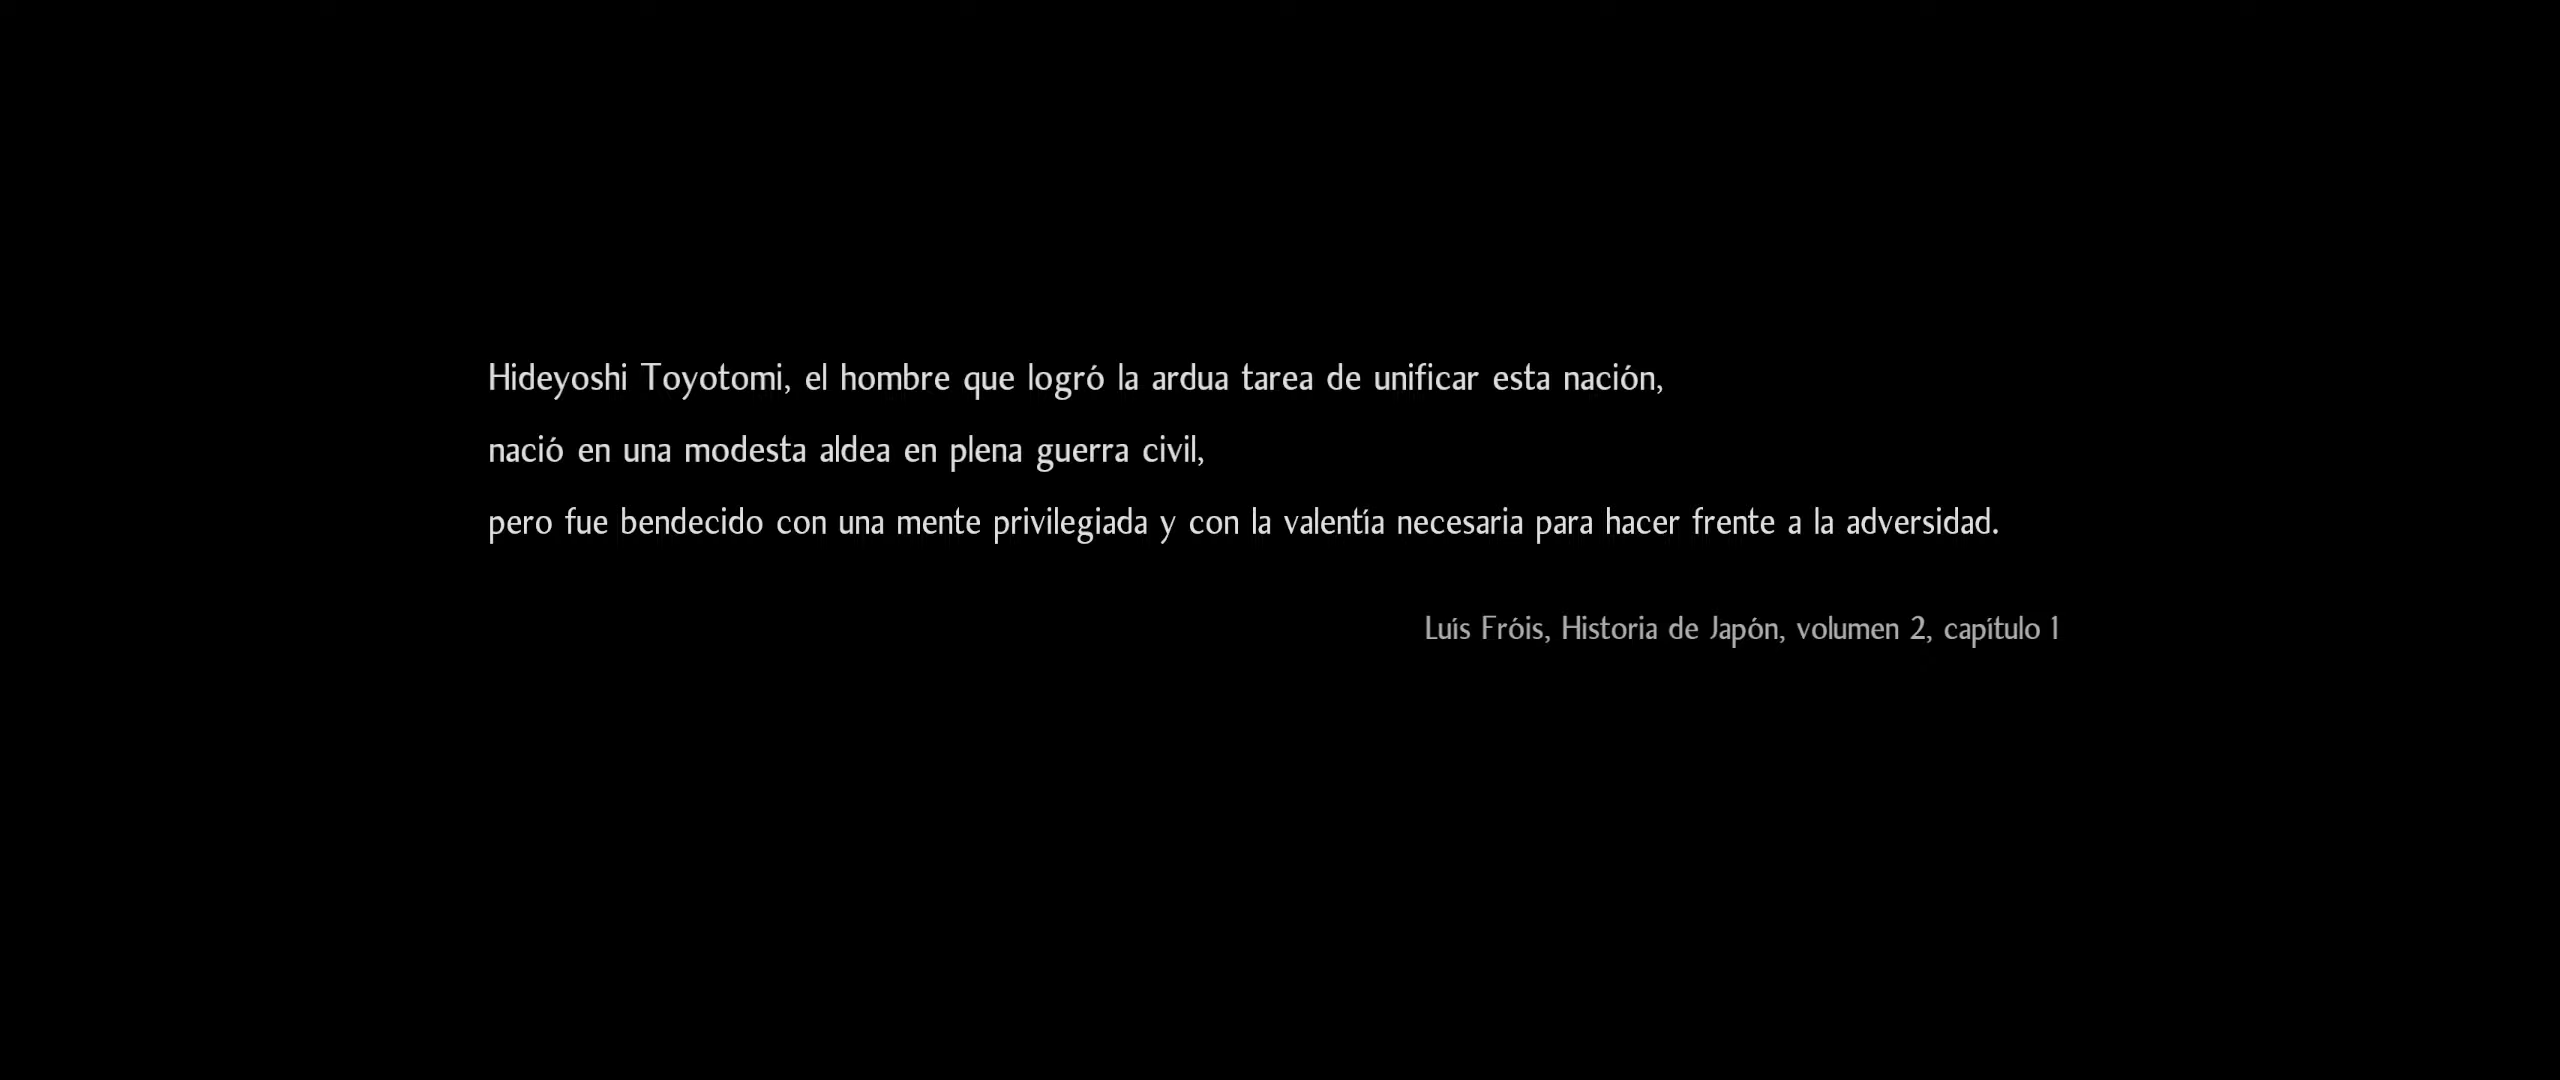 Hideyoshi Toyotomi, el hombre que logró la ardua tarea de unificar esta nación,
nació en una modesta aldea en plena guerra civil,
pero fue bendecido con una mente privilegiada y con la valentía necesaria para hacer frente a la adversidad.
Luís Fróis, Historia de Japón, volumen 2, capítulo 1